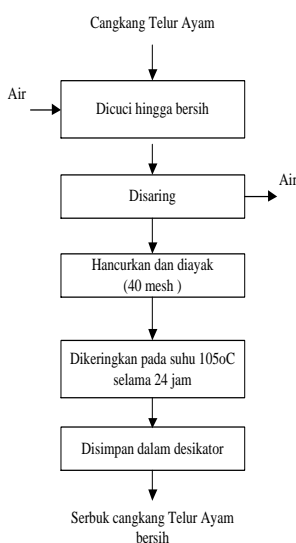 Cangkang Telur Ayam
Air
Dicuci hingga bersih
Disaring
Air
Hancurkan dan diayak
(40 mesh )
Dikeringkan pada suhu 105oC
selama 24 jam
Disimpan dalam desikator
Serbuk cangkang Telur Ayam
bersih